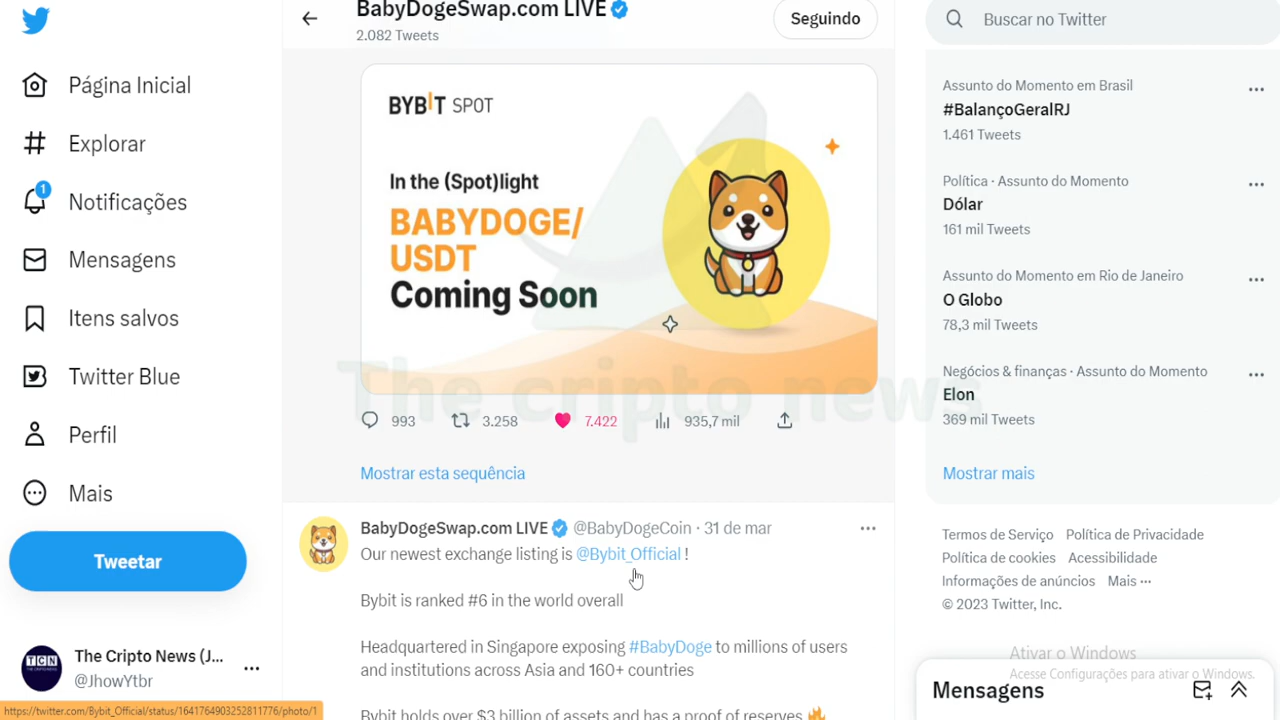 BabyDogeSwap.com LIVE
2.082 Tweets
Seguindo
Buscar no Twitter
Página Inicial
Explorar
1
Notificações
Mensagens
Itens salvos
Twitter Blue
Perfil
Mais
Tweetar
The Cripto News (J...
@JhowYtbr
https://twitter.com/Bybit_Official/status/1641764903252811776/photo/1
BYBIT SPOT
In the (Spot)light
BABYDOGE/
USDT
Coming Soon
The cripto news
993
3.258
7.422
935,7 mil
Mostrar esta sequência
BabyDogeSwap.com LIVE @BabyDogeCoin · 31 de mar
Our newest exchange listing is @Bybit_Official !
Bybit is ranked #6 in the world overall
Headquartered in Singapore exposing #BabyDoge to millions of users
and institutions across Asia and 160+ countries
Bybit holds over $3 billion of assets and has a proof of reserves 🔥
Assunto do Momento em Brasil
#BalançoGeralRJ
1.461 Tweets
Política · Assunto do Momento
Dólar
161 mil Tweets
Assunto do Momento em Rio de Janeiro
O Globo
78,3 mil Tweets
Negócios & finanças · Assunto do Momento
Elon
369 mil Tweets
Mostrar mais
Termos de Serviço Política de Privacidade
Política de cookies Acessibilidade
Informações de anúncios Mais ···
© 2023 Twitter, Inc.
Ativar o Windows
Acesse Configurações para ativar o Windows.
Mensagens
TCN